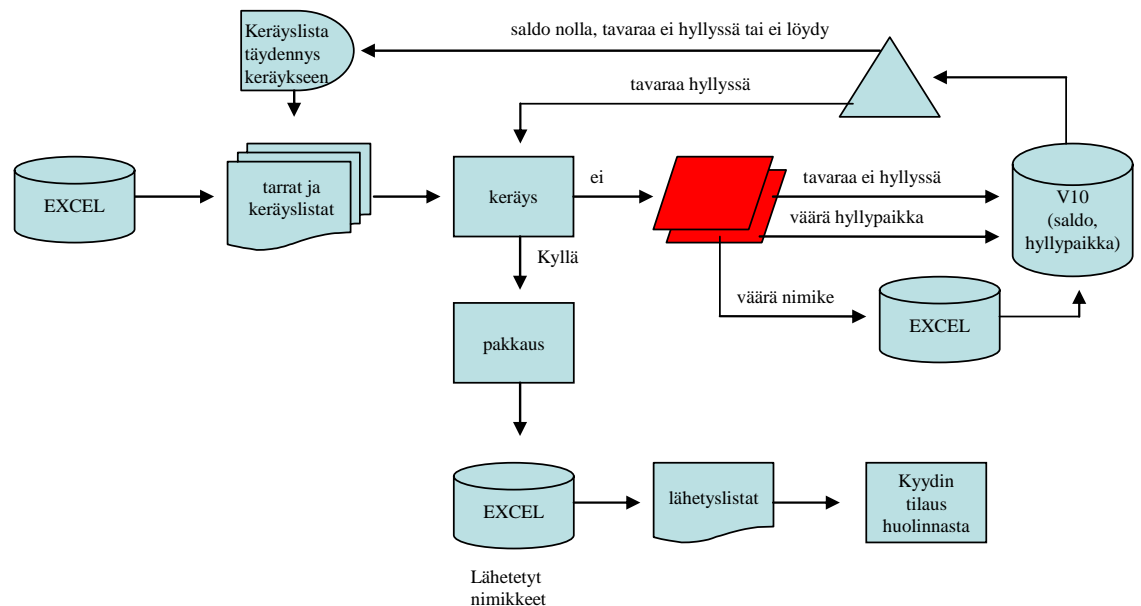 Keräyslista
täydennys
keräykseen
saldo nolla, tavaraa ei hyllyssä tai ei löydy
tavaraa hyllyssä
EXCEL
tarrat ja
keräyslistat
keräys
ei
tavaraa ei hyllyssä
väärä hyllypaikka
V10
(saldo,
hyllypaikka)
Kyllä
väärä nimike
EXCEL
pakkaus
EXCEL
lähetyslistat
Kyydin
tilaus
huolinnasta
Lähetetyt
nimikkeet